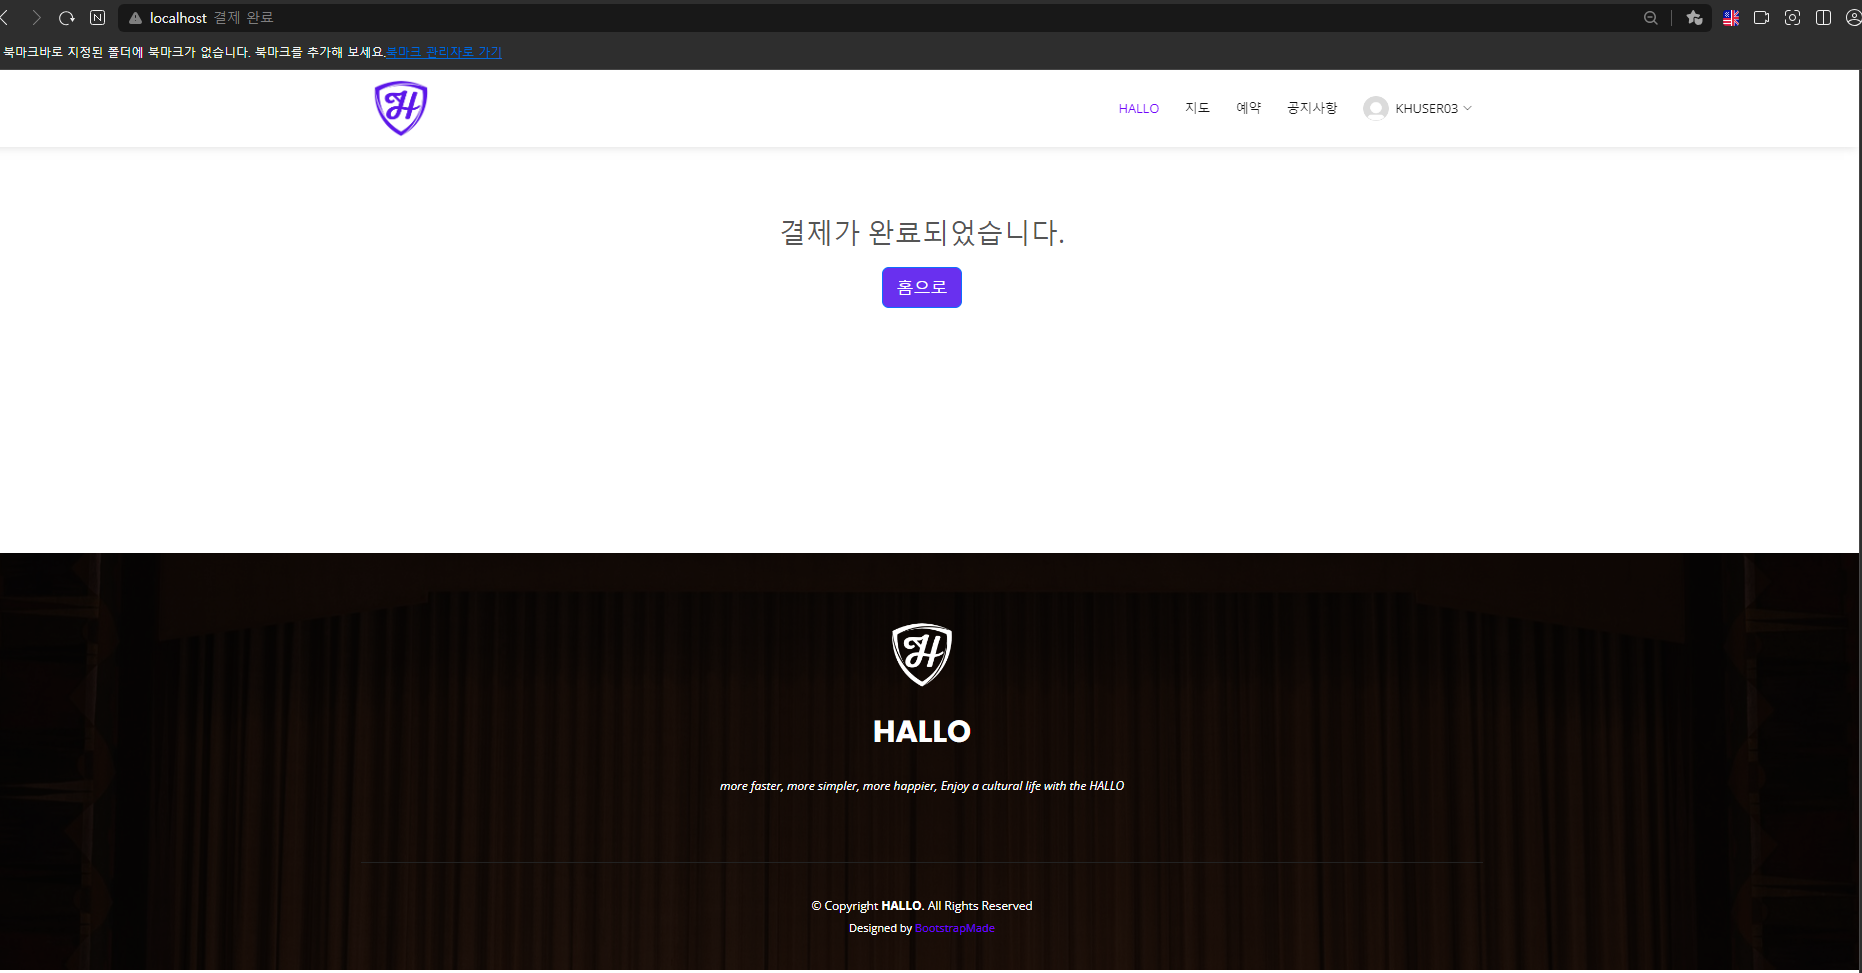 localhost 결제 완료
북마크바로 지정된 폴더에 북마크가 없습니다. 북마크를 추가해 보세요.북마크 관리자로 가기
H
HALLO 지도 예약 공지사항 KHUSER03
결제가 완료되었습니다.
홈으로
H
HALLO
more faster, more simpler, more happier, Enjoy a cultural life with the HALLO
© Copyright HALLO. All Rights Reserved
Designed by BootstrapMade